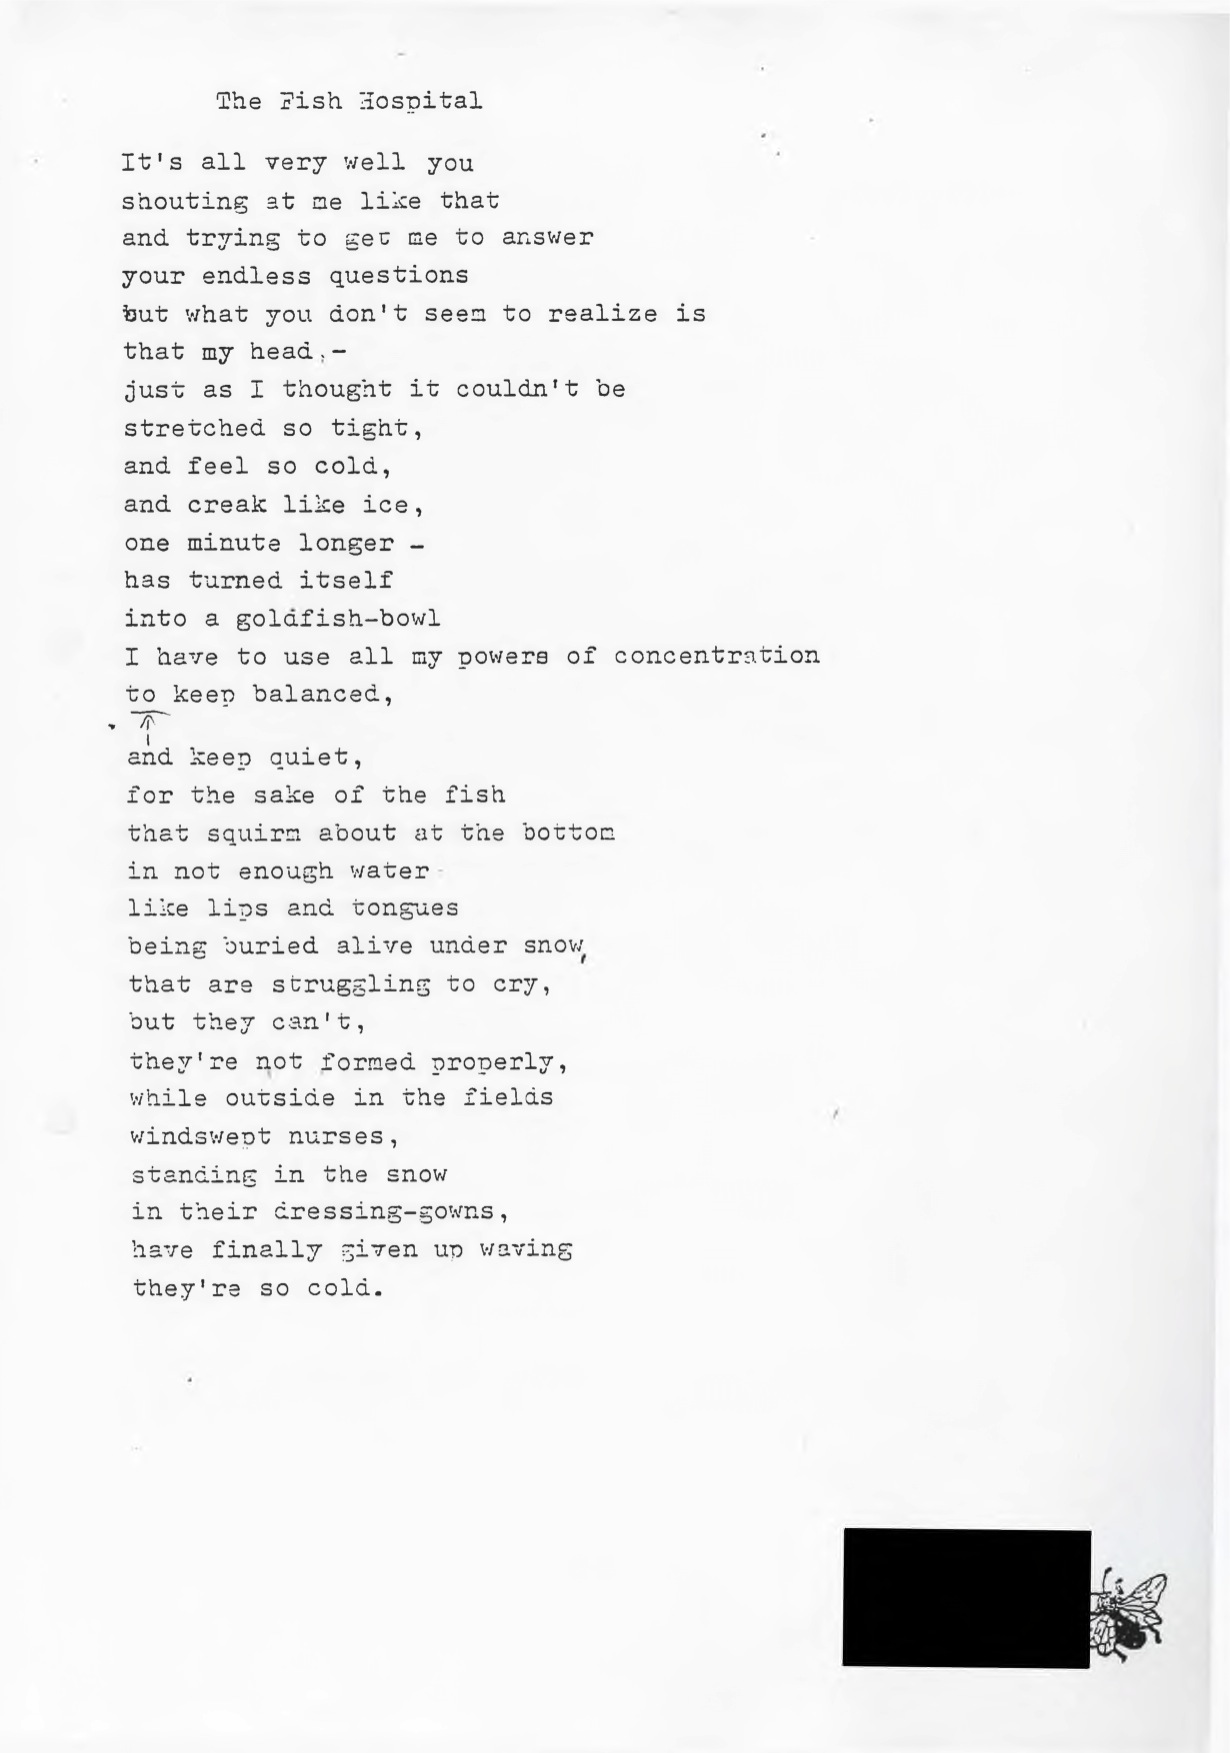 The Fish Hospital
It's all very well you
shouting at me like that
and trying to get me to answer
your endless questions
but what you don't seem to realize is
that my head,-
just as I thought it couldn't be
stretched so tight,
and feel so cold,
and creak like ice,
one minute longer -
has turned itself
into a goldfish-bowl
I have to use all my powers of concentration
to keep balanced,
and keep quiet,
for the sake of the fish
that squirm about at the bottom
in not enough water
like lips and tongues
being buried alive under snow,
that are struggling to cry,
but they can't,
they're not formed properly,
while outside in the fields
windswept nurses,
standing in the snow
in their dressing-gowns,
have finally given up waving
they're so cold.